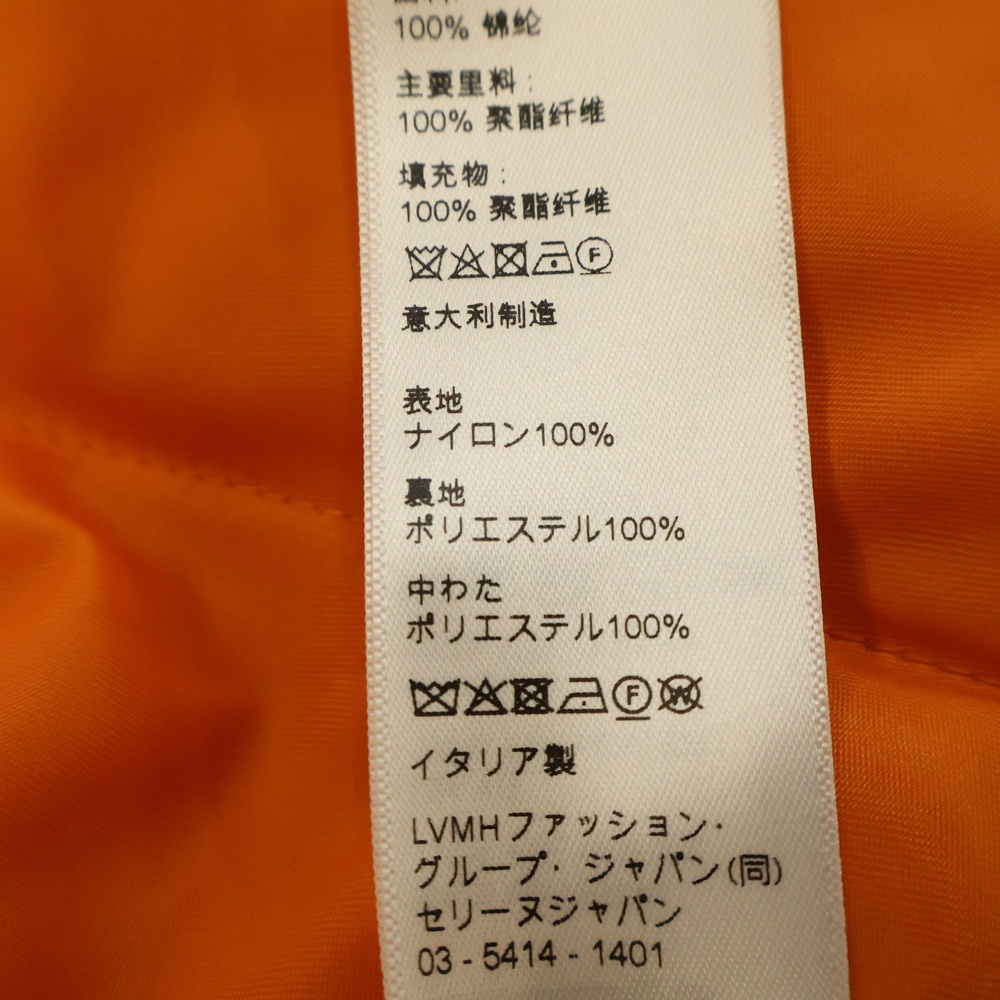 100% 锦纶
主要里料:
100% 聚酯纤维
填充物:
100% 聚酯纤维
F
意大利制造
表地
ナイロン100%
裏地
ポリエステル100%
中わた
ポリエステル100%
F W
イタリア製
LVMHファッション·
グループ· ジャパン(同)
セリーヌジャパン
03 - 5414 - 1401